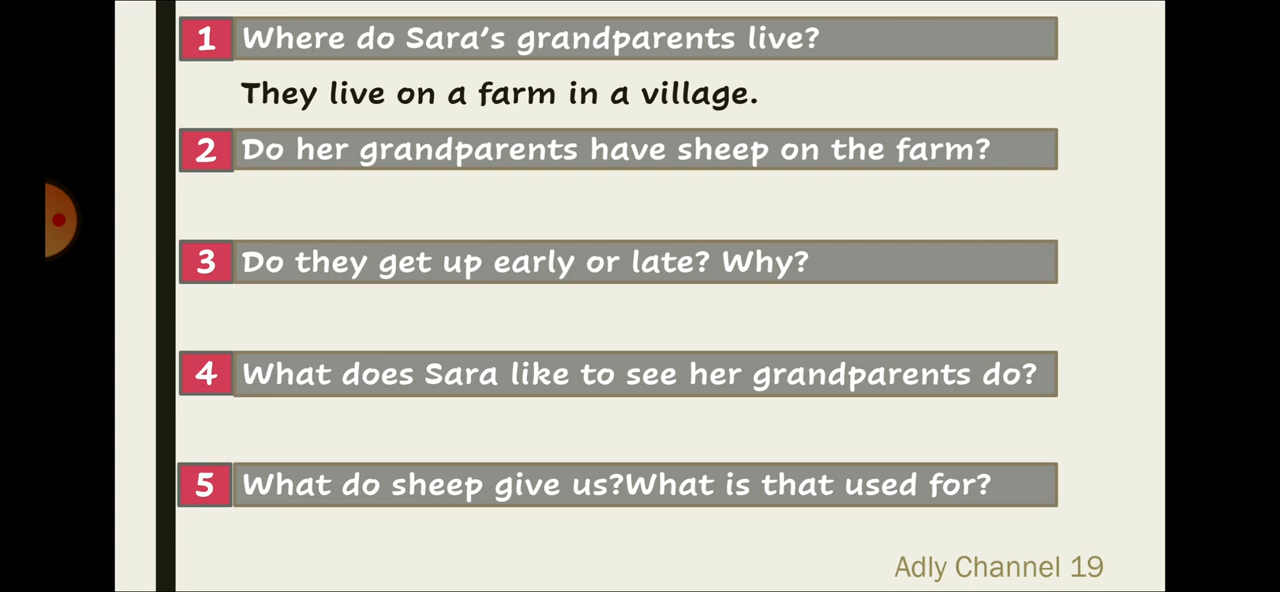 1 Where do Sara's grandparents live?
They live on a farm in a village.
2 Do her grandparents have sheep on the farm?
3 Do they get up early or late? Why?
4 What does Sara like to see her grandparents do?
5 What do sheep give us?What is that used for?
Adly Channel 19